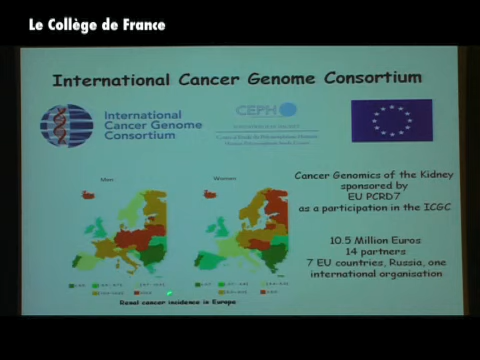 Le Collège de France
International Cancer Genome Consortium
International
Cancer Genome
Consortium
CEPH
Cancer Genomics of the Kidney
sponsored by
EU PCRD7
as a participation in the ICGC
Men
Women
10.5 Million Euros
14 partners
7 EU countries, Russia, one
international organisation
Renal cancer incidence in Europe